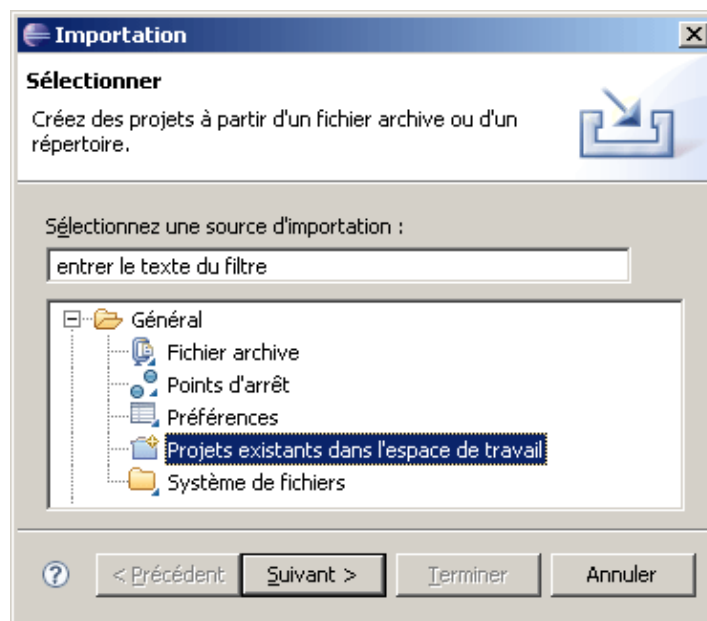 Importation
Sélectionner
Créez des projets à partir d'un fichier archive ou d'un
répertoire.
Sélectionnez une source d'importation :
entrer le texte du filtre
Général
Fichier archive
Points d'arrêt
Préférences
Projets existants dans l'espace de travail
Système de fichiers
? < Précédent Suivant > Terminer Annuler